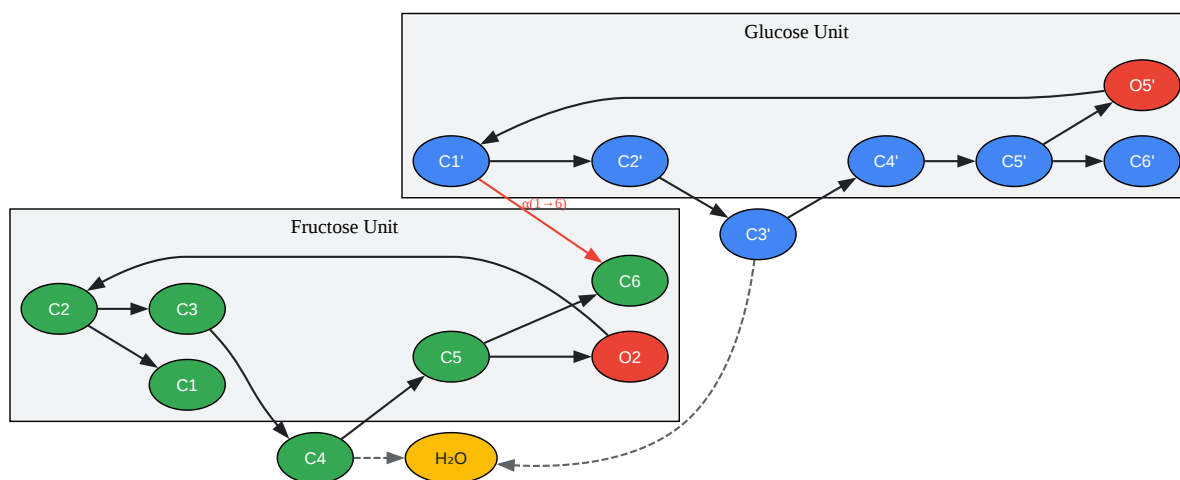 Glucose Unit
O5'
C1'
C2'
C4'
C5'
C6'
α(1→6)
C3'
Fructose Unit
C6
C2
C3
C5
O2
C1
C4
H₂O